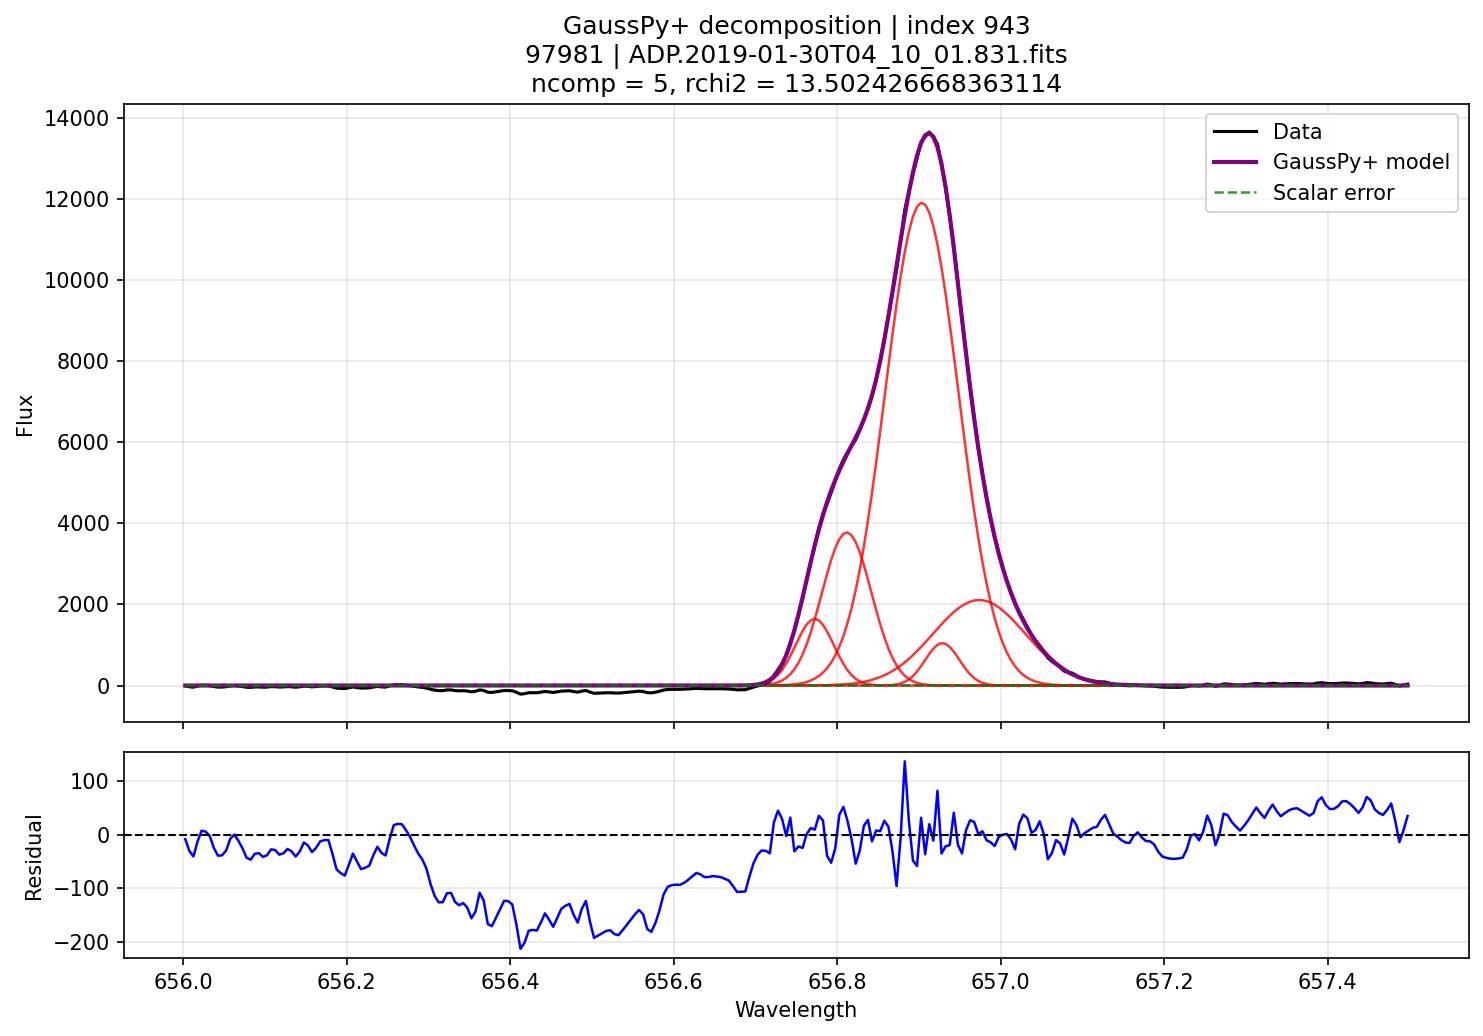 GaussPy+ decomposition | index 943
97981 | ADP.2019-01-30T04_10_01.831.fits
ncomp = 5, rchi2 = 13.502426668363114
14000
12000
10000
8000
6000
4000
2000
0
Flux
Data
GaussPy+ model
Scalar error
100
0
−100
−200
Residual
656.0 656.2 656.4 656.6 656.8 657.0 657.2 657.4
Wavelength